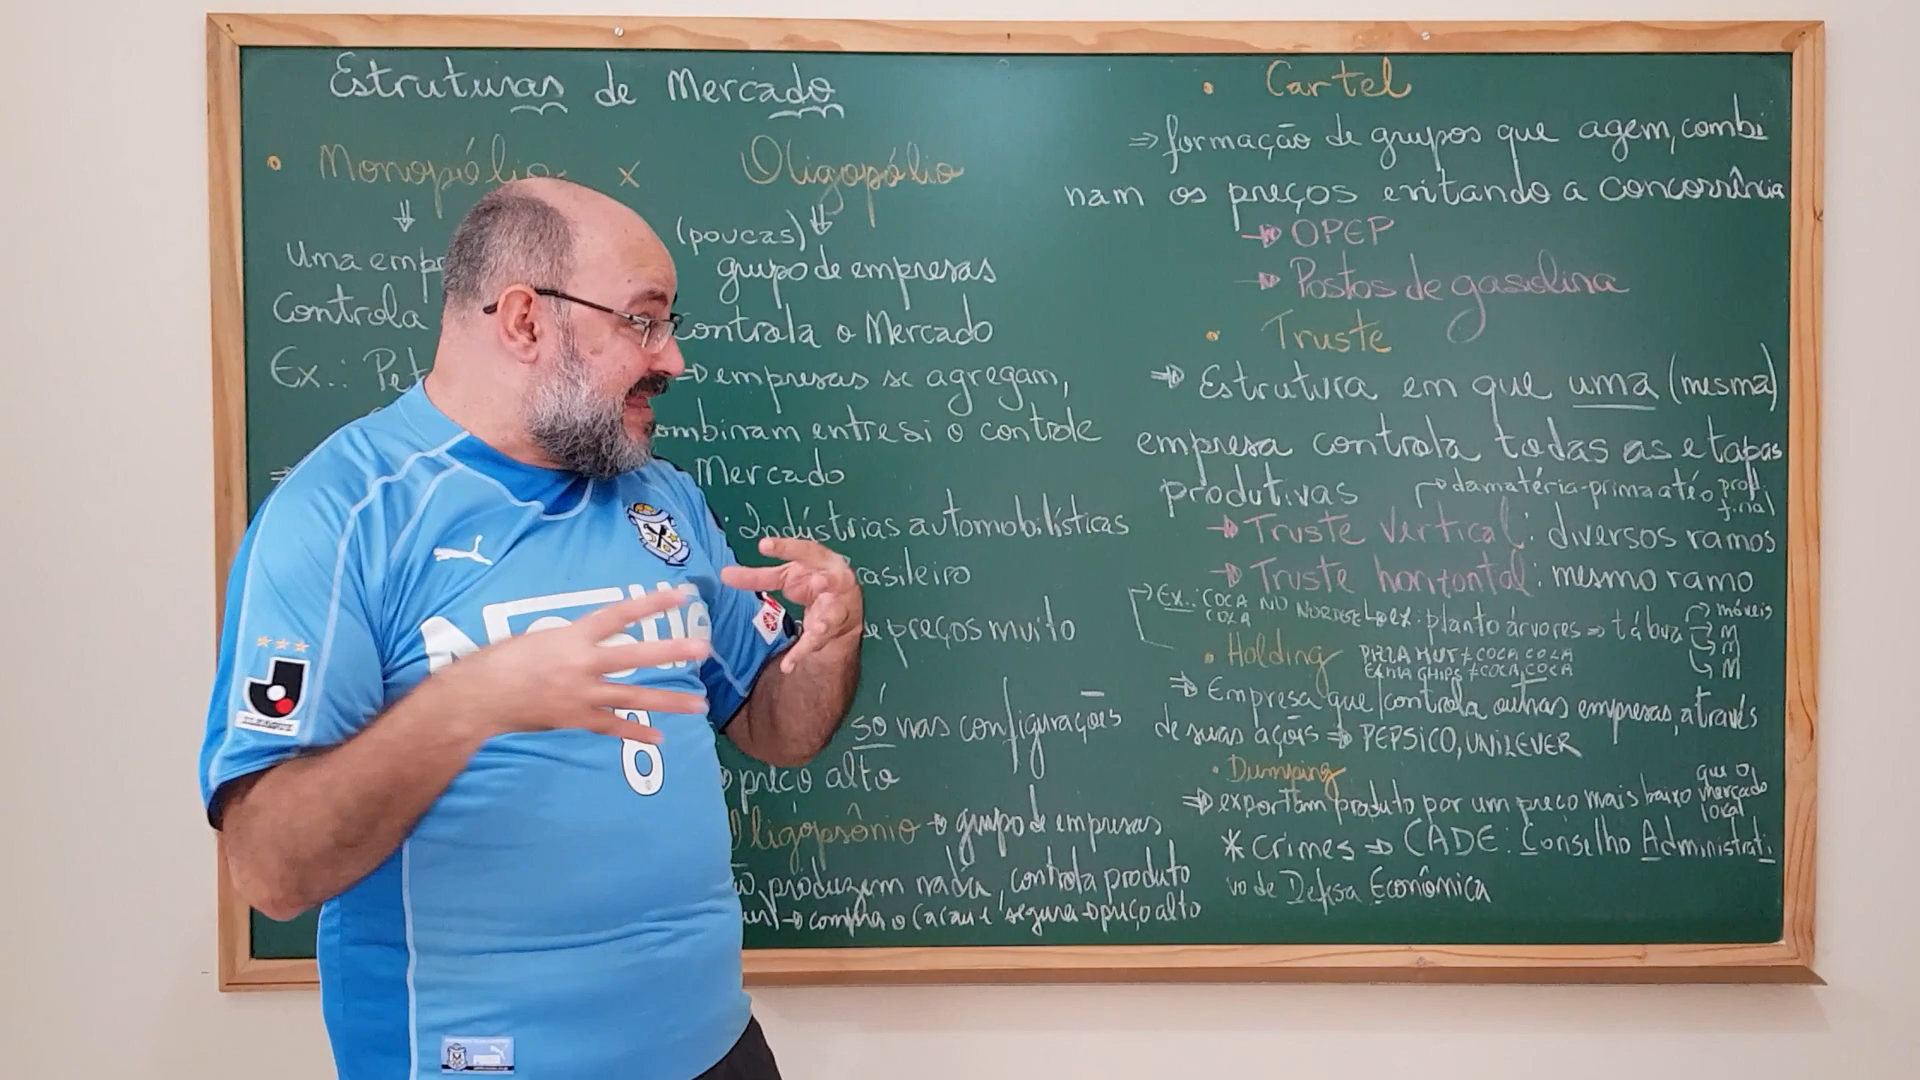 Estruturas de Mercado
• Monopólio x Oligopólio
Uma emp
Controla
Ex.: Pet
(poucas)
grupo de empresas
controla o Mercado
⇒ empresas se agregam,
ombinam entre si o controle
Mercado
: Indústrias automobilísticas
rasileiro
de preços muito
só nas configurações
preço alto
ligopsônio → grupo de empresas
produzem nada, controla produto
→ compra o cacau e segura → preço alto
• Cartel
⇒ formação de grupos que agem, combi
nam os preços evitando a concorrência
→ OPEP
→ Postos de gasolina
• Truste
⇒ Estrutura em que uma (mesma)
empresa controla todas as etapas
produtivas → da matéria-prima até o prod. final
→ Truste vertical: diversos ramos
→ Truste horizontal: mesmo ramo
Ex.: COCA COLA NO NORDESTE
ex: planto árvores ⇒ tábua → móveis
M
M
• Holding PIZZA HUT ≠ COCA COLA
ELMA CHIPS ≠ COCA COLA
⇒ Empresa que controla outras empresas, através
de suas ações ⇒ PEPSICO, UNILEVER
• Dumping
⇒ exportam produto por um preço mais baixo que o mercado local
* Crimes ⇒ CADE: Conselho Administrati
vo de Defesa Econômica
Nestlé
8